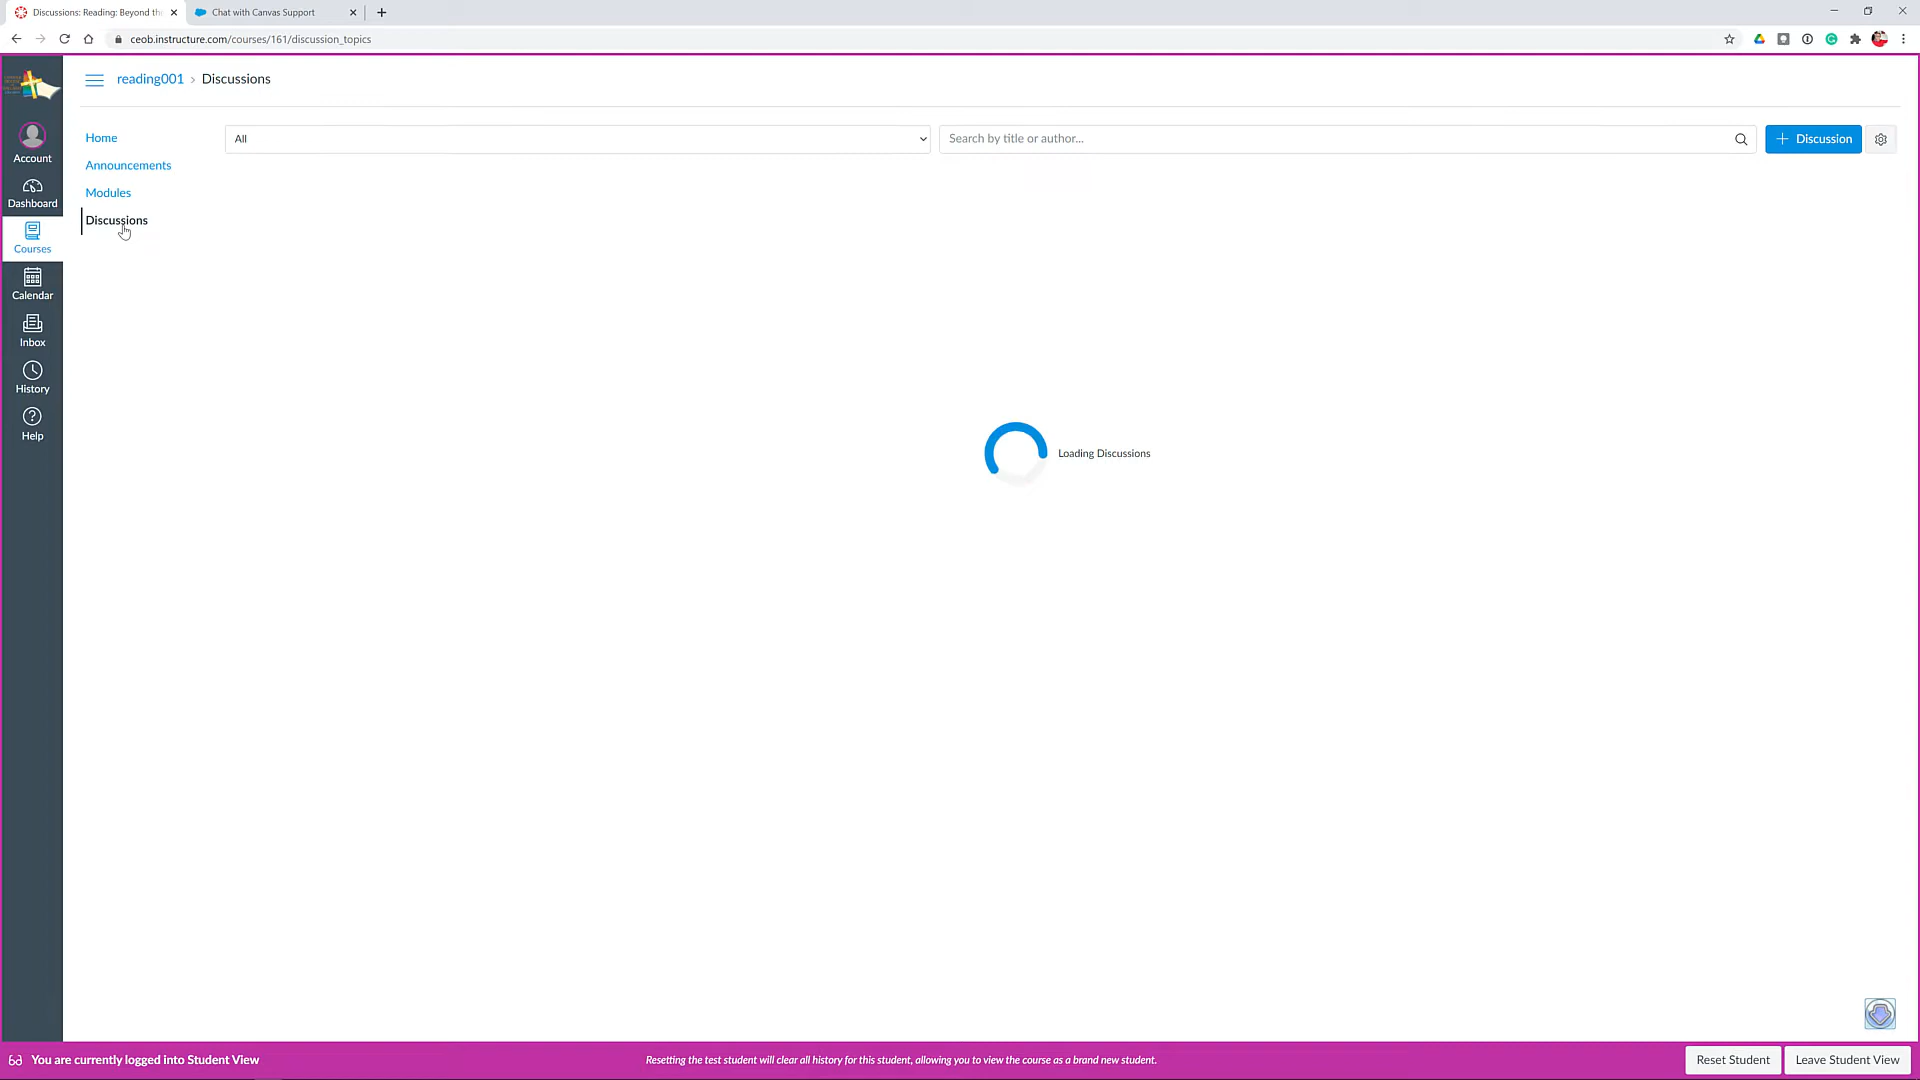 Discussions: Reading: Beyond th
Chat with Canvas Support
ceob.instructure.com/courses/161/discussion_topics
reading001 › Discussions
Account
Dashboard
Courses
Calendar
Inbox
History
Help
Home
Announcements
Modules
Discussions
All
Search by title or author...
+ Discussion
Loading Discussions
You are currently logged into Student View
Resetting the test student will clear all history for this student, allowing you to view the course as a brand new student.
Reset Student
Leave Student View